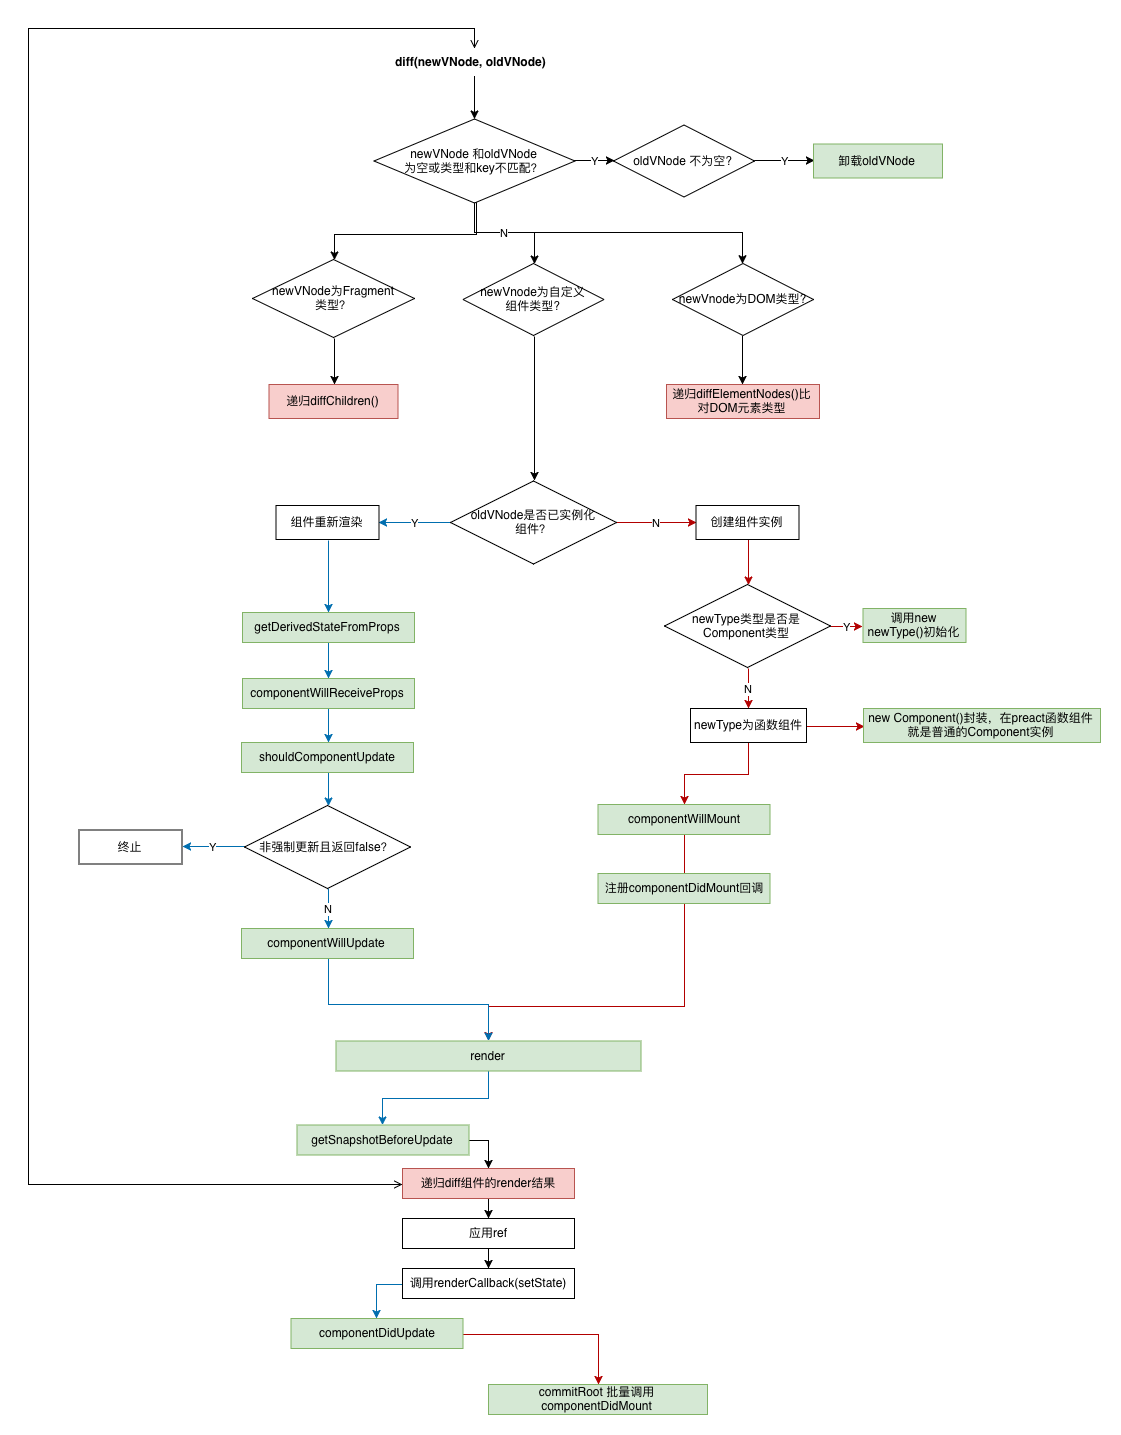 diff(newVNode, oldVNode)
newVNode 和oldVNode
为空或类型和key不匹配?
Y
oldVNode 不为空?
Y
卸载oldVNode
N
newVNode为Fragment
类型?
newVnode为自定义
组件类型?
newVnode为DOM类型?
递归diffChildren()
递归diffElementNodes()比
对DOM元素类型
组件重新渲染
Y
oldVNode是否已实例化
组件?
N
创建组件实例
getDerivedStateFromProps
newType类型是否是
Component类型
Y
调用new
newType()初始化
componentWillReceiveProps
N
newType为函数组件
new Component()封装，在preact函数组件
就是普通的Component实例
shouldComponentUpdate
componentWillMount
终止
Y
非强制更新且返回false?
注册componentDidMount回调
N
componentWillUpdate
render
getSnapshotBeforeUpdate
递归diff组件的render结果
应用ref
调用renderCallback(setState)
componentDidUpdate
commitRoot 批量调用
componentDidMount